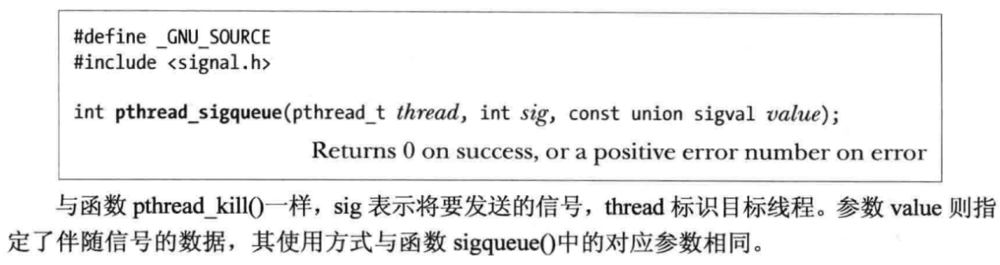 #define _GNU_SOURCE
#include <signal.h>
int pthread_sigqueue(pthread_t thread, int sig, const union sigval value);
Returns 0 on success, or a positive error number on error
与函数 pthread_kill()一样，sig 表示将要发送的信号，thread 标识目标线程。参数 value 则指
定了伴随信号的数据，其使用方式与函数 sigqueue()中的对应参数相同。